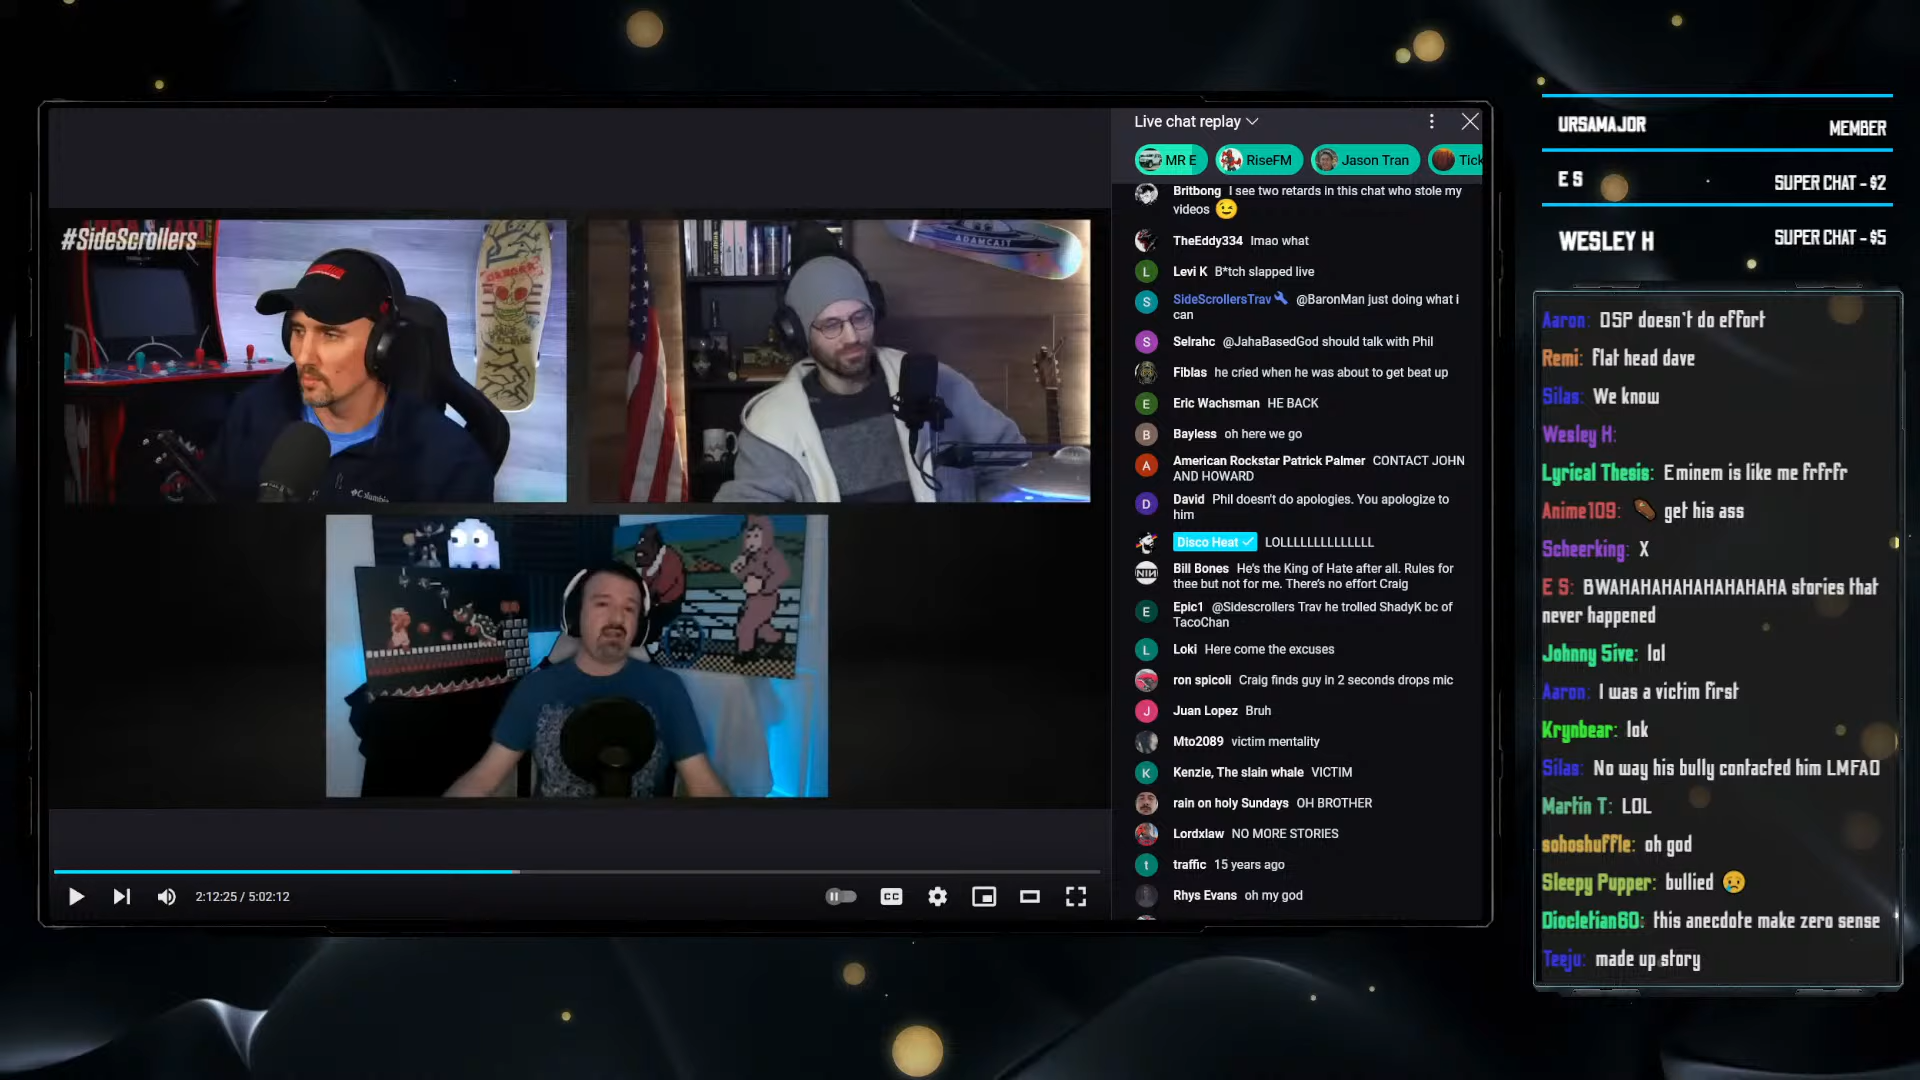 #SideScrollers
ADAMCAST
Columbia
2:12:25 / 5:02:12
CC
Live chat replay
MR E
RiseFM
Jason Tran
Tick
Britbong I see two retards in this chat who stole my
videos 😉
TheEddy334 lmao what
L
Levi K B*tch slapped live
S
SideScrollersTrav @BaronMan just doing what i
can
S
Selrahc @JahaBasedGod should talk with Phil
Fiblas he cried when he was about to get beat up
E
Eric Wachsman HE BACK
B
Bayless oh here we go
A
American Rockstar Patrick Palmer CONTACT JOHN
AND HOWARD
D
David Phil doesn't do apologies. You apologize to
him
Disco Heat LOLLLLLLLLLLLLLL
NIN
Bill Bones He's the King of Hate after all. Rules for
thee but not for me. There's no effort Craig
E
Epic1 @Sidescrollers Trav he trolled ShadyK bc of
TacoChan
L
Loki Here come the excuses
ron spicoli Craig finds guy in 2 seconds drops mic
J
Juan Lopez Bruh
Mto2089 victim mentality
K
Kenzie, The slain whale VICTIM
rain on holy Sundays OH BROTHER
Lordxlaw NO MORE STORIES
t
traffic 15 years ago
Rhys Evans oh my god
URSAMAJOR MEMBER
E S SUPER CHAT - $2
WESLEY H SUPER CHAT - $5
Aaron: DSP doesn't do effort
Remi: flat head dave
Silas: We know
Wesley H:
Lyrical Thesis: Eminem is like me frfrfr
Anime109: get his ass
Scheerking: X
E S: BWAHAHAHAHAHAHAHA stories that
never happened
Johnny 5ive: lol
Aaron: I was a victim first
Krynbear: lok
Silas: No way his bully contacted him LMFAO
Martin T: LOL
sohoshuffle: oh god
Sleepy Pupper: bullied 😥
Diocletian60: this anecdote make zero sense
Teeju: made up story